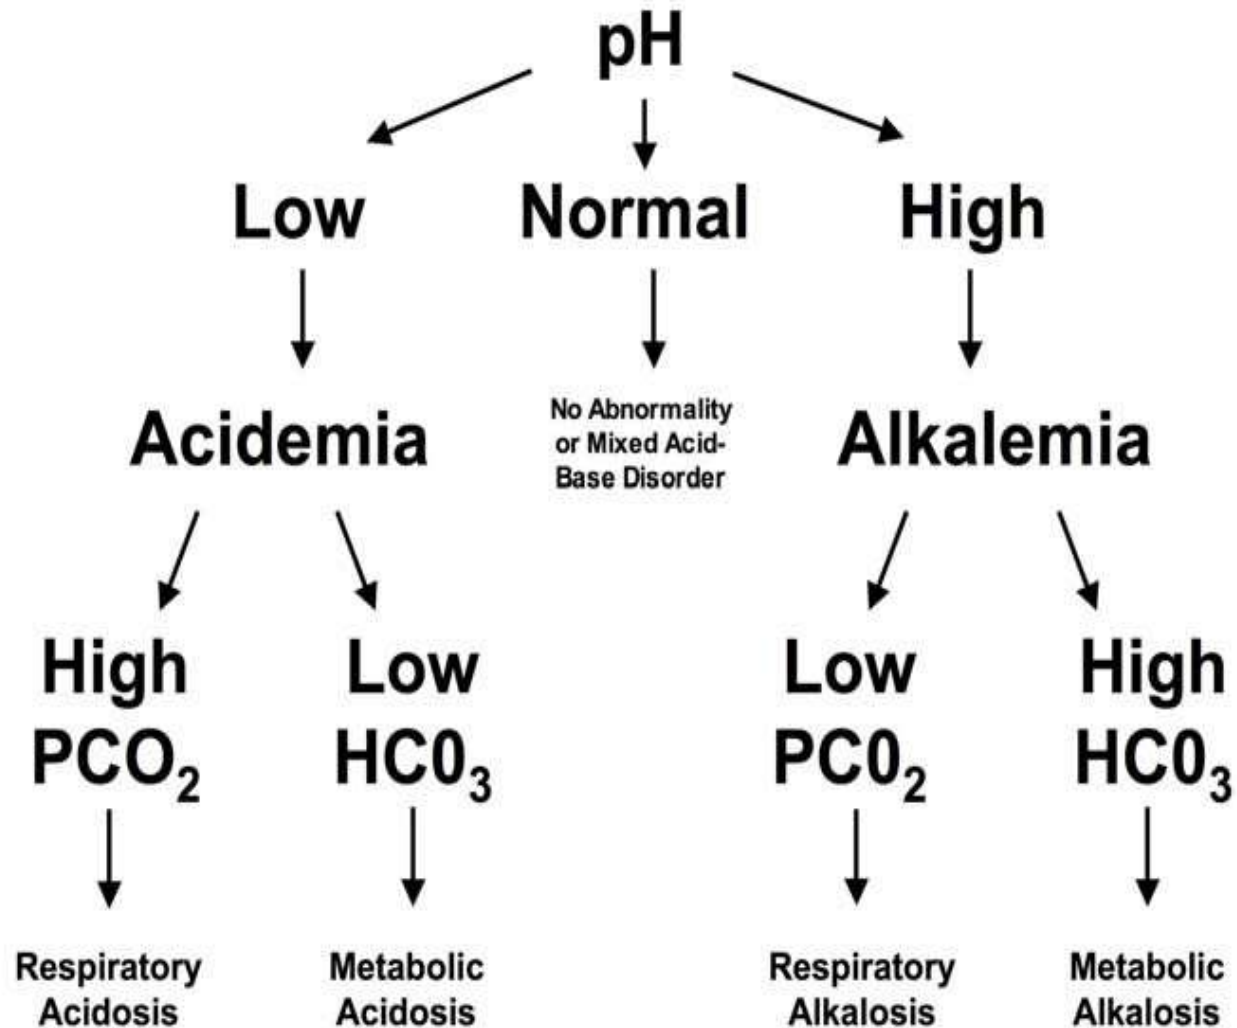 pH
Low Normal High
Acidemia
No Abnormality
or Mixed Acid-
Base Disorder
Alkalemia
High
PCO₂
Low
HC0₃
Low
PC0₂
High
HC0₃
Respiratory
Acidosis
Metabolic
Acidosis
Respiratory
Alkalosis
Metabolic
Alkalosis